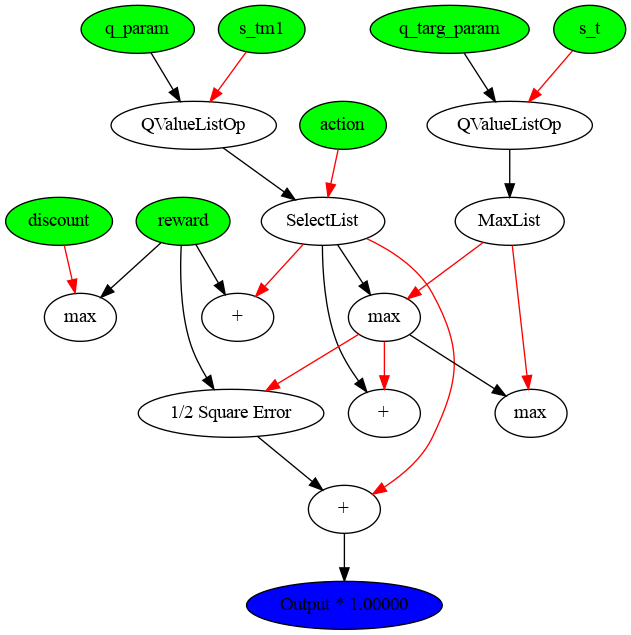 q_param
s_tm1
q_targ_param
s_t
QValueListOp
action
QValueListOp
discount
reward
SelectList
MaxList
max
+
max
1/2 Square Error
+
max
+
Output * 1.00000